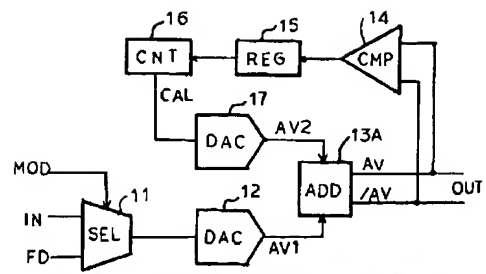 16
15
14
CNT
REG
CMP
CAL
17
DAC
AV2
13A
MOD
11
12
ADD
AV
/AV
OUT
IN
SEL
DAC
FD
AV1